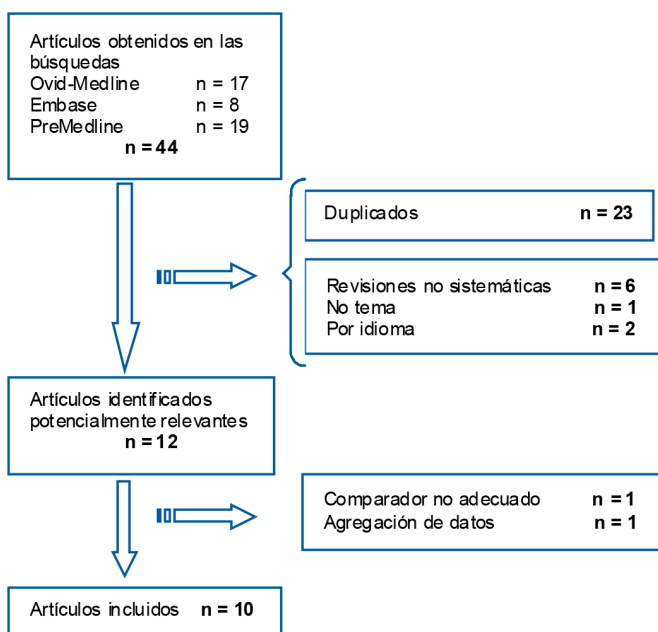 Artículos obtenidos en las
búsquedas
Ovid-Medline n = 17
Embase n = 8
PreMedline n = 19
n = 44
Duplicados n = 23
Revisiones no sistemáticas n = 6
No tema n = 1
Por idioma n = 2
Artículos identificados
potencialmente relevantes
n = 12
Comparador no adecuado n = 1
Agregación de datos n = 1
Artículos incluidos n = 10